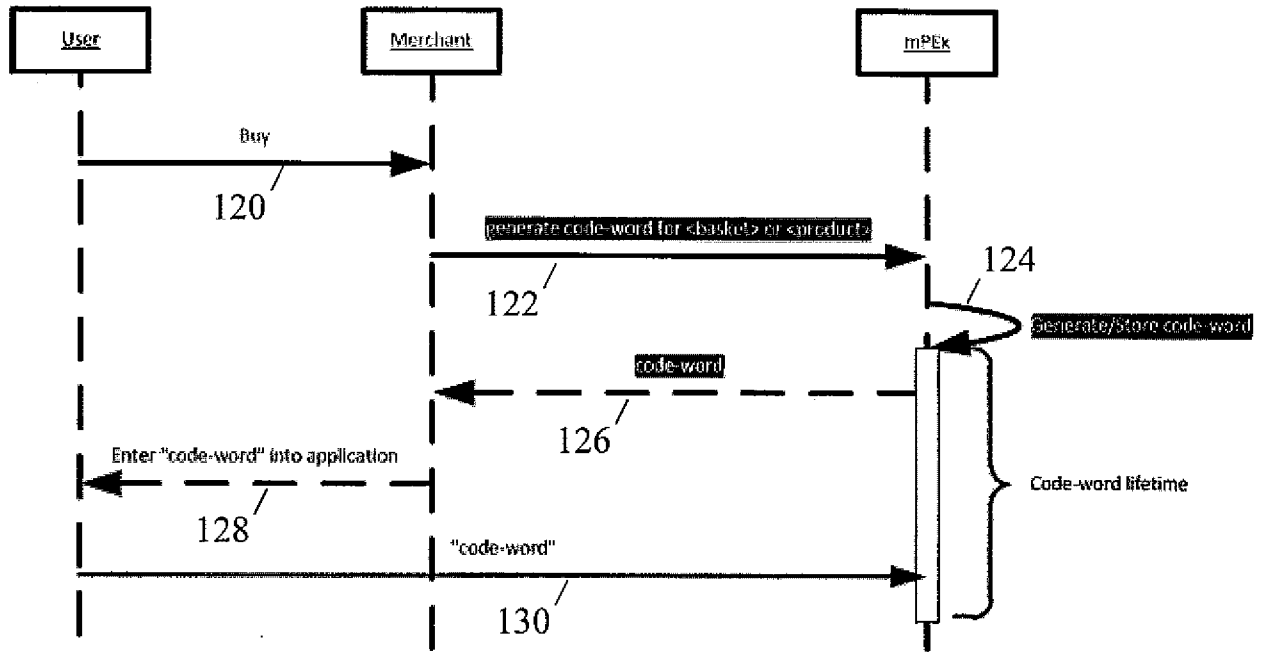 User
Merchant
mPEx
Buy
120
generate code-word for <basket> or <product>
122
124
Generate/Store code-word
code-word
126
Enter "code-word" into application
128
Code-word lifetime
"code-word"
130